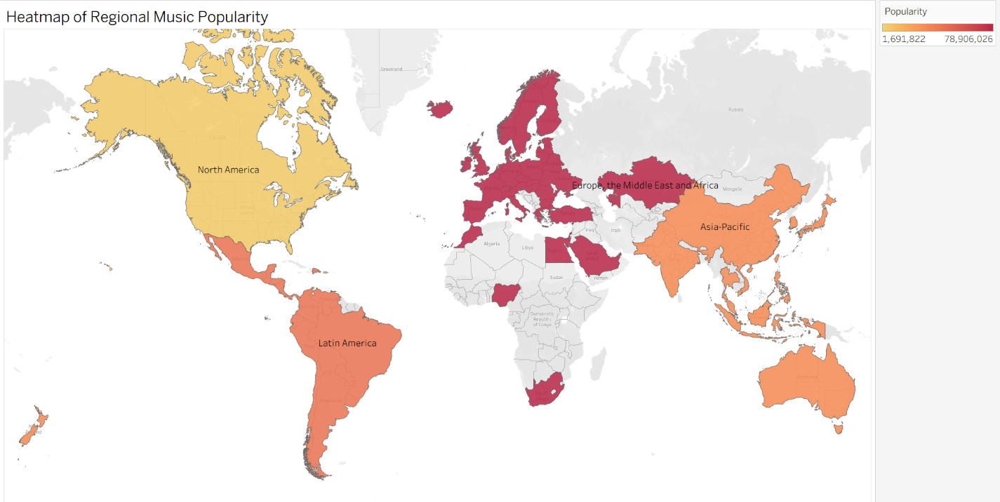 Heatmap of Regional Music Popularity
Popularity
1,691,822 78,906,026
Greenland
Russia
North America
Europe, the Middle East and Africa
Mongolia
Asia-Pacific
Iraq
Iran
Algeria
Libya
Sudan
Yemen
Democratic
Republic
of Congo
Latin America